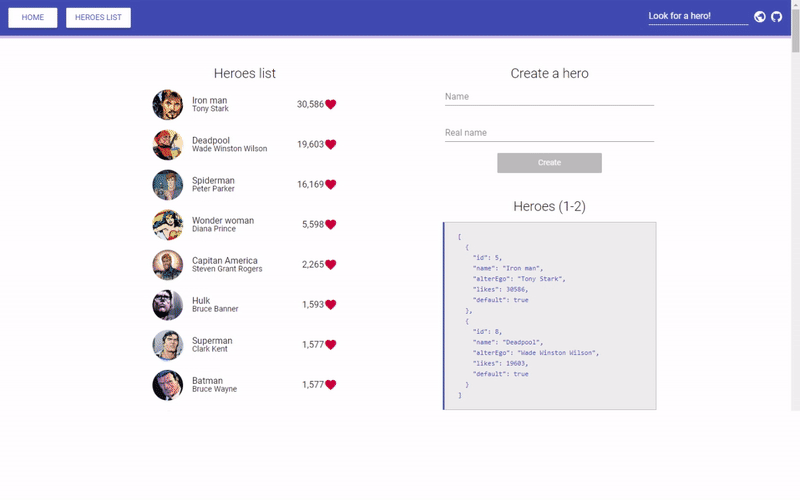 HOME
HEROES LIST
Look for a hero!
Heroes list
Iron man
Tony Stark
30,586
Deadpool
Wade Winston Wilson
19,603
Spiderman
Peter Parker
16,169
Wonder woman
Diana Prince
5,598
Capitan America
Steven Grant Rogers
2,265
Hulk
Bruce Banner
1,593
Superman
Clark Kent
1,577
Batman
Bruce Wayne
1,577
Create a hero
Name
Real name
Create
Heroes (1-2)
[
{
"id": 5,
"name": "Iron man",
"alterEgo": "Tony Stark",
"likes": 30586,
"default": true
},
{
"id": 8,
"name": "Deadpool",
"alterEgo": "Wade Winston Wilson",
"likes": 19603,
"default": true
}
]